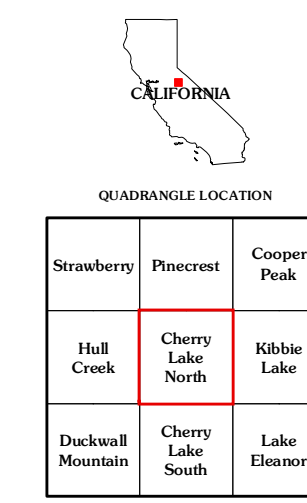 CALIFORNIA
QUADRANGLE LOCATION
Strawberry
Pinecrest
Cooper
Peak
Hull
Creek
Cherry
Lake
North
Kibbie
Lake
Duckwall
Mountain
Cherry
Lake
South
Lake
Eleanor